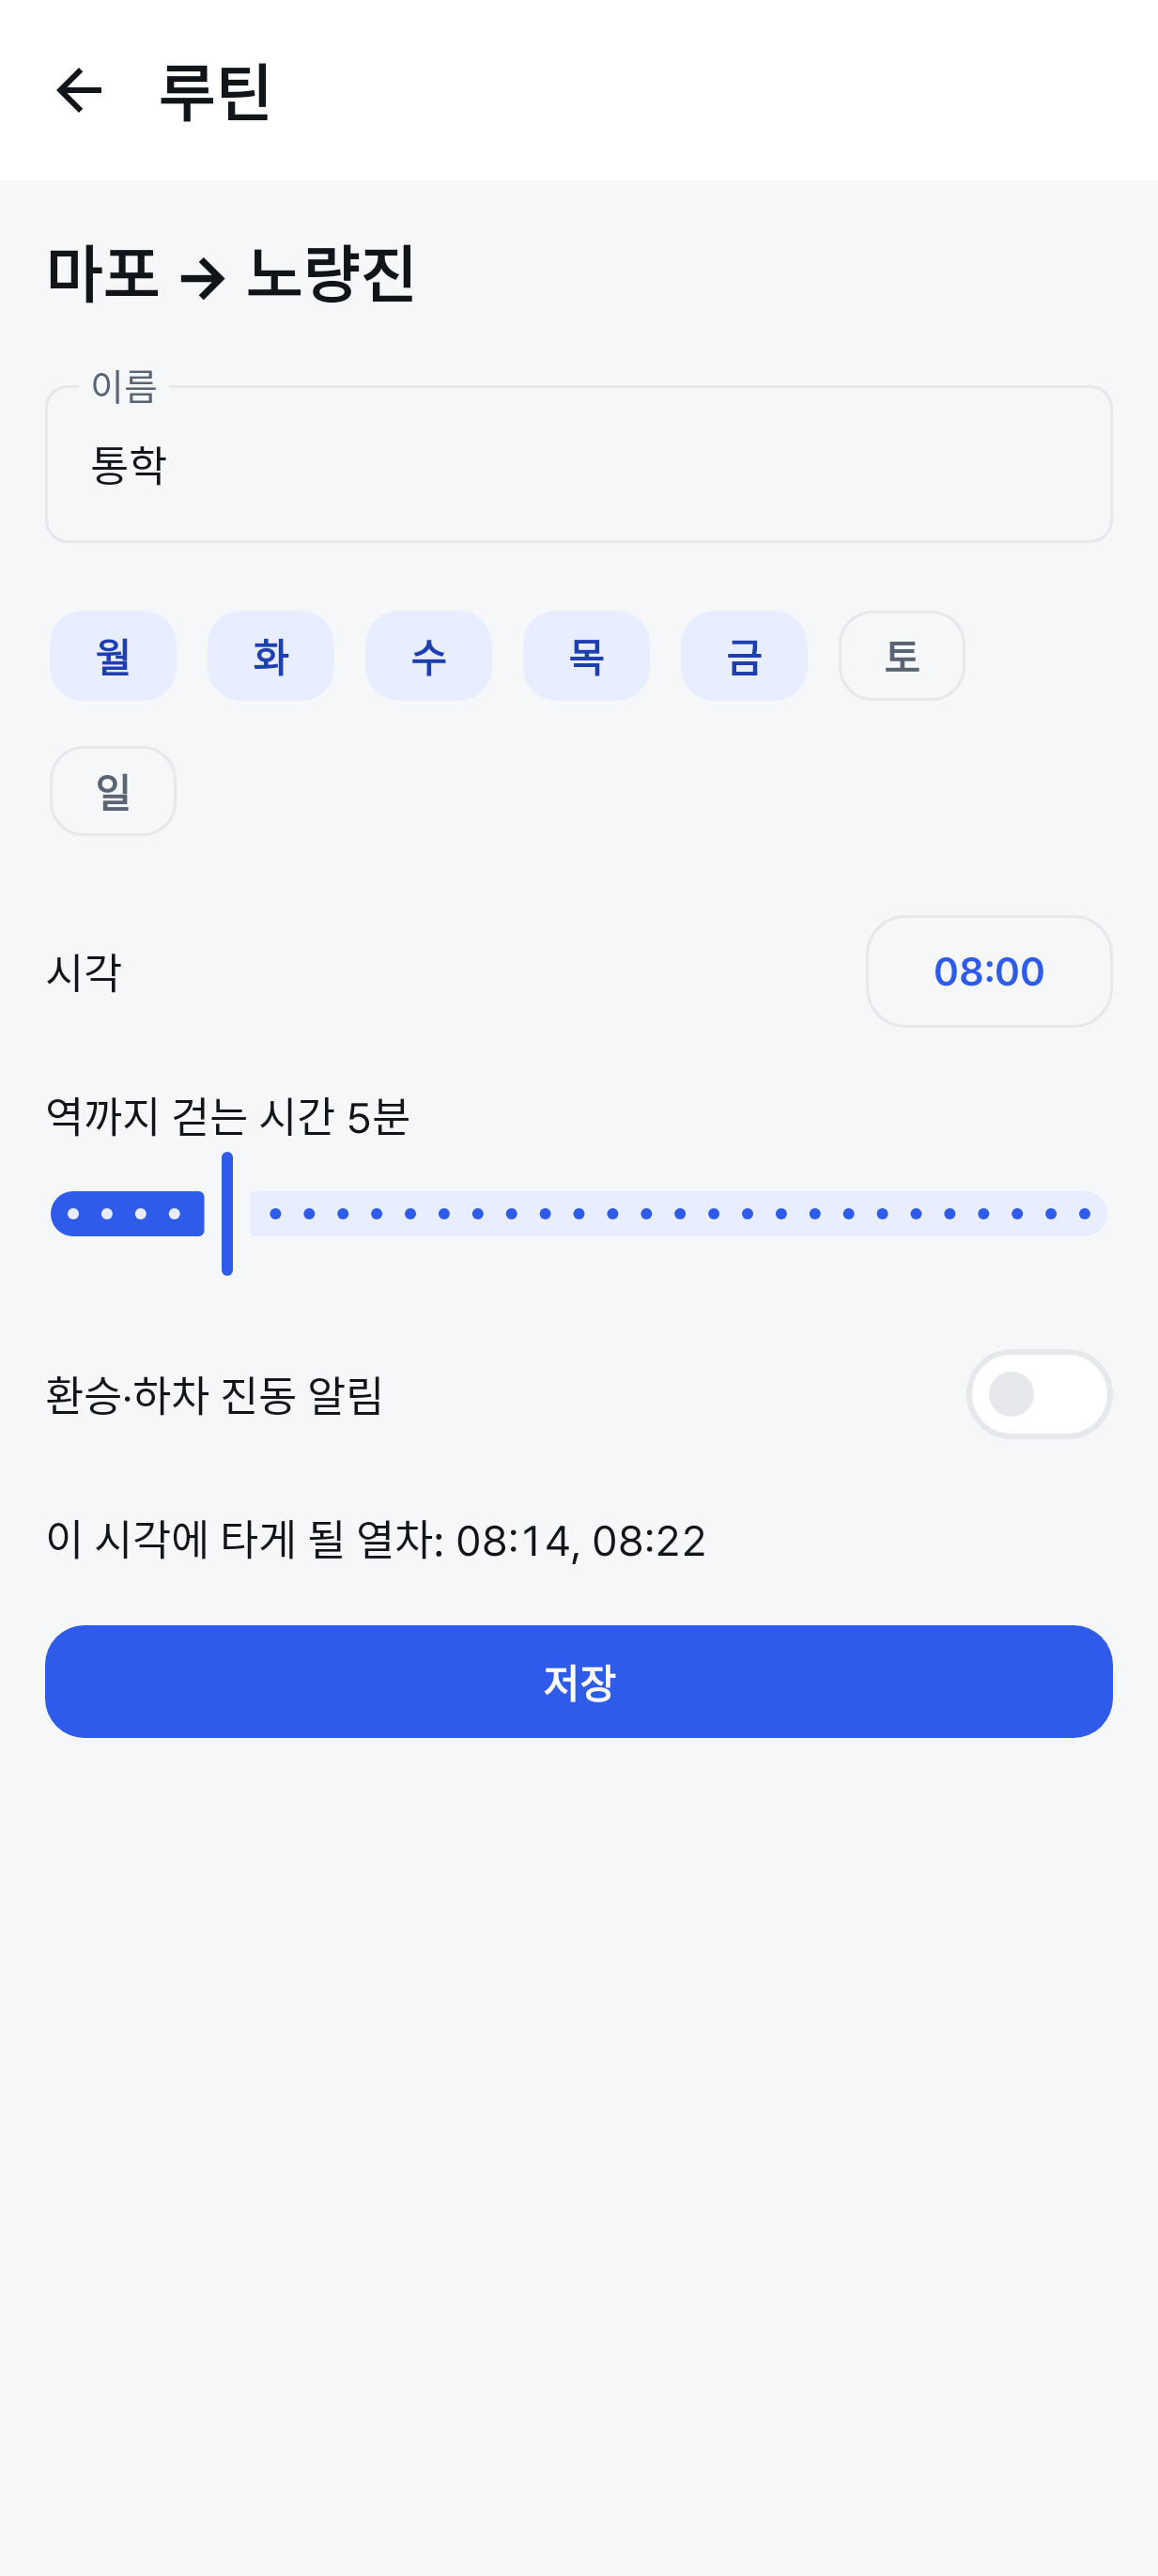 루틴
마포 → 노량진
이름
통학
월 화 수 목 금 토
일
시각 08:00
역까지 걷는 시간 5분
환승·하차 진동 알림
이 시각에 타게 될 열차: 08:14, 08:22
저장